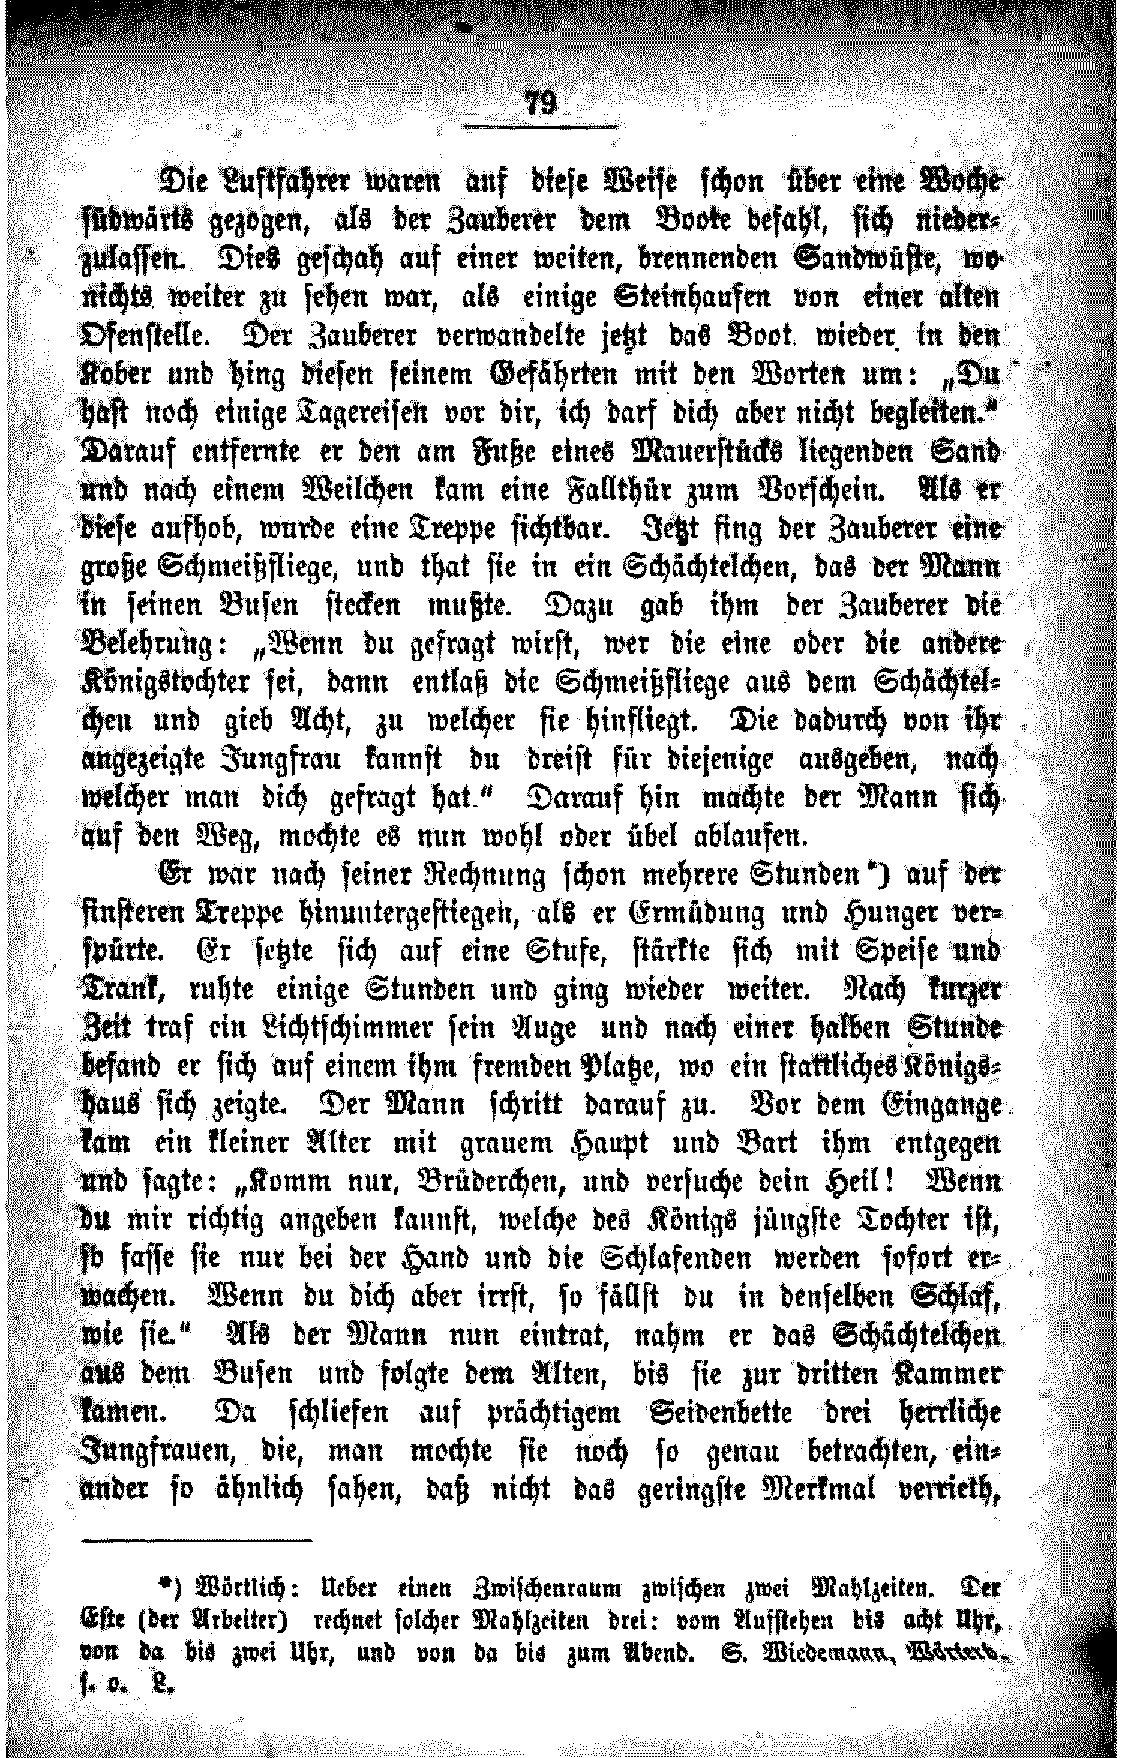 79
Die Luftfahrer waren auf diese Weise schon über eine Woche
südwärts gezogen, als der Zauberer dem Boote befahl, sich nieder-
zulassen. Dies geschah auf einer weiten, brennenden Sandwüste, wo
nichts weiter zu sehen war, als einige Steinhaufen von einer alten
Ofenstelle. Der Zauberer verwandelte jetzt das Boot wieder in den
Kober und hing diesen seinem Gefährten mit den Worten um: „Du
hast noch einige Tagereisen vor dir, ich darf dich aber nicht begleiten.“
Darauf entfernte er den am Fuße eines Mauerstücks liegenden Sand
und nach einem Weilchen kam eine Fallthür zum Vorschein. Als er
diese aufhob, wurde eine Treppe sichtbar. Jetzt fing der Zauberer eine
große Schmeißfliege, und that sie in ein Schächtelchen, das der Mann
in seinen Busen stecken mußte. Dazu gab ihm der Zauberer die
Belehrung: „Wenn du gefragt wirst, wer die eine oder die andere
Königstochter sei, dann entlaß die Schmeißfliege aus dem Schächtel-
chen und gieb Acht, zu welcher sie hinfliegt. Die dadurch von ihr
angezeigte Jungfrau kannst du dreist für diejenige ausgeben, nach
welcher man dich gefragt hat.“ Darauf hin machte der Mann sich
auf den Weg, mochte es nun wohl oder übel ablaufen.
Er war nach seiner Rechnung schon mehrere Stunden*) auf der
finsteren Treppe hinuntergestiegen, als er Ermüdung und Hunger ver-
spürte. Er setzte sich auf eine Stufe, stärkte sich mit Speise und
Trank, ruhte einige Stunden und ging wieder weiter. Nach kurzer
Zeit traf ein Lichtschimmer sein Auge und nach einer halben Stunde
befand er sich auf einem ihm fremden Platze, wo ein stattliches Königs-
haus sich zeigte. Der Mann schritt darauf zu. Vor dem Eingange
kam ein kleiner Alter mit grauem Haupt und Bart ihm entgegen
und sagte: „Komm nur, Brüderchen, und versuche dein Heil! Wenn
du mir richtig angeben kannst, welche des Königs jüngste Tochter ist,
so fasse sie nur bei der Hand und die Schlafenden werden sofort er-
wachen. Wenn du dich aber irrst, so fällst du in denselben Schlaf,
wie sie.“ Als der Mann nun eintrat, nahm er das Schächtelchen
aus dem Busen und folgte dem Alten, bis sie zur dritten Kammer
kamen. Da schliefen auf prächtigem Seidenbette drei herrliche
Jungfrauen, die, man mochte sie noch so genau betrachten, ein-
ander so ähnlich sahen, daß nicht das geringste Merkmal verrieth,
*) Wörtlich: Ueber einen Zwischenraum zwischen zwei Mahlzeiten. Der
Este (der Arbeiter) rechnet solcher Mahlzeiten drei: vom Aufstehen bis acht Uhr,
von da bis zwei Uhr, und von da bis zum Abend. S. Wiedemann, Wörterb.
s. v. L.